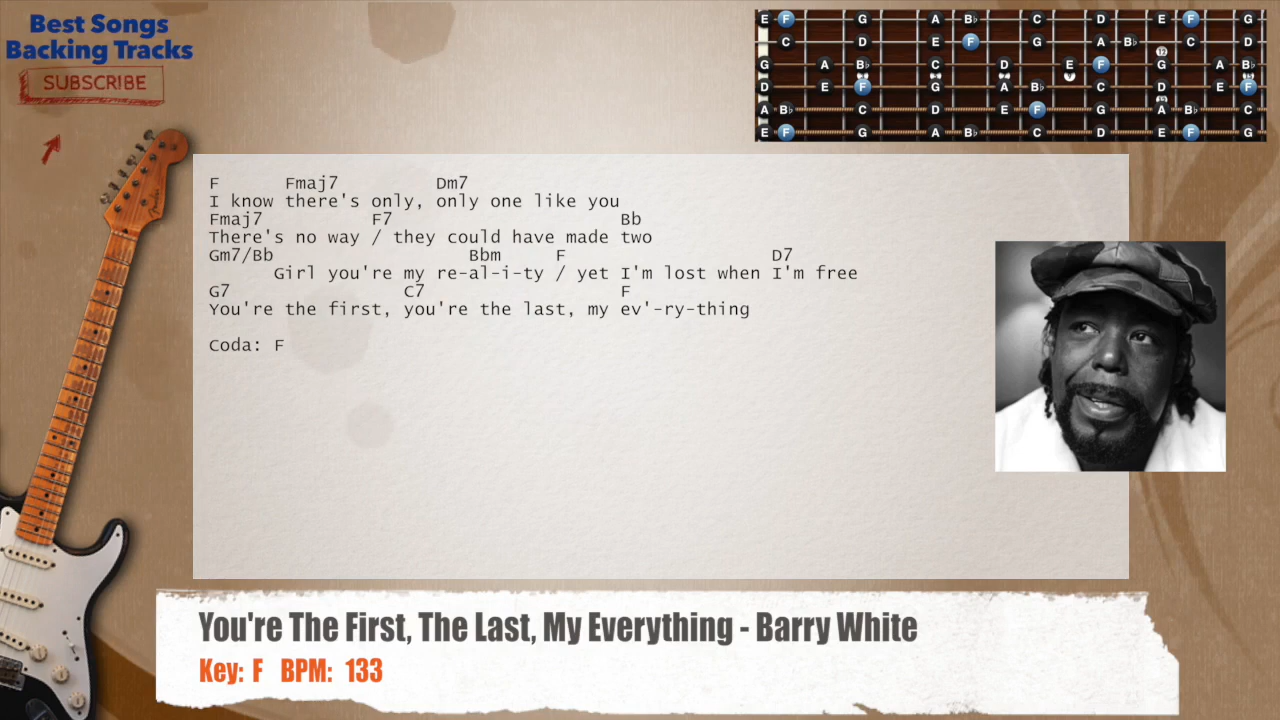 Best Songs
Backing Tracks
SUBSCRIBE
E F G A B♭ C D E F G
C D E F G A B♭ C D
G A B♭ C D E F G A B♭
D E F G A B♭ C D E F
A B♭ C D E F G A B♭ C
E F G A B♭ C D E F G
F Fmaj7 Dm7
I know there's only, only one like you
Fmaj7 F7 Bb
There's no way / they could have made two
Gm7/Bb Bbm F D7
Girl you're my re-al-i-ty / yet I'm lost when I'm free
G7 C7 F
You're the first, you're the last, my ev'-ry-thing
Coda: F
You're The First, The Last, My Everything - Barry White
Key: F BPM: 133